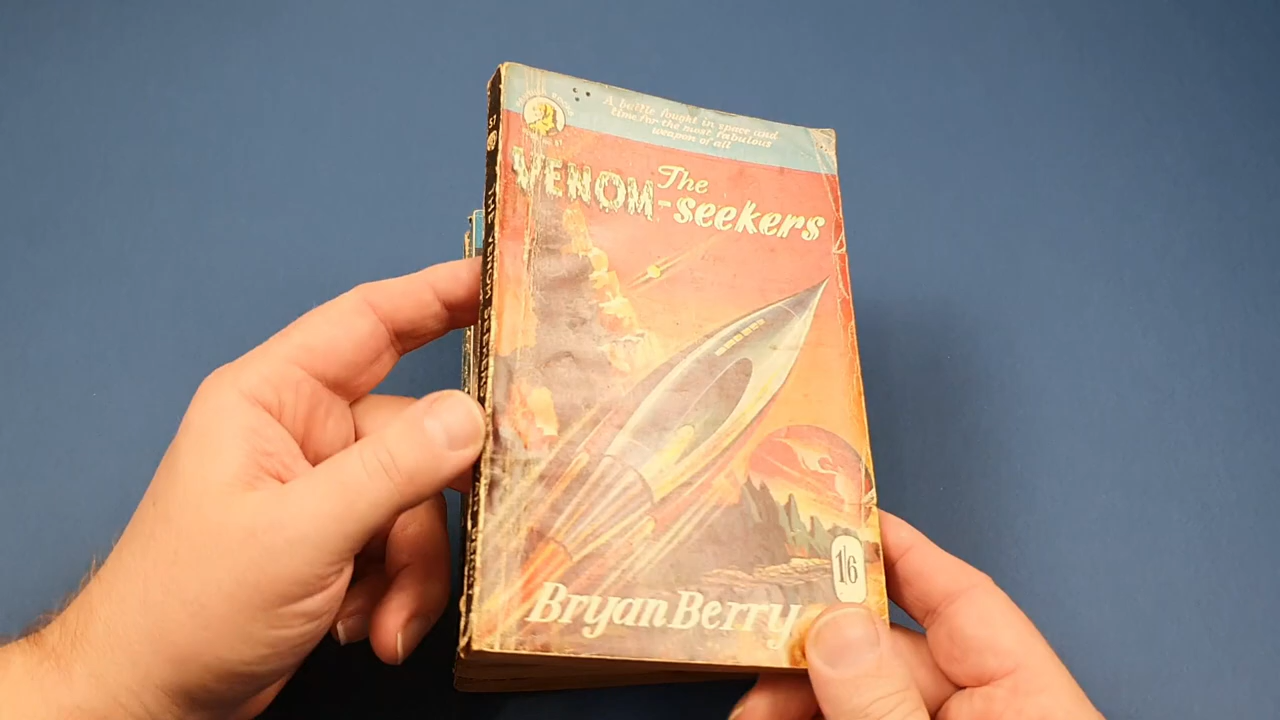 A battle fought in space and
time for the most fabulous
weapon of all
The
VENOM-seekers
1/6
Bryan Berry
57
THE VENOM SEEKERS